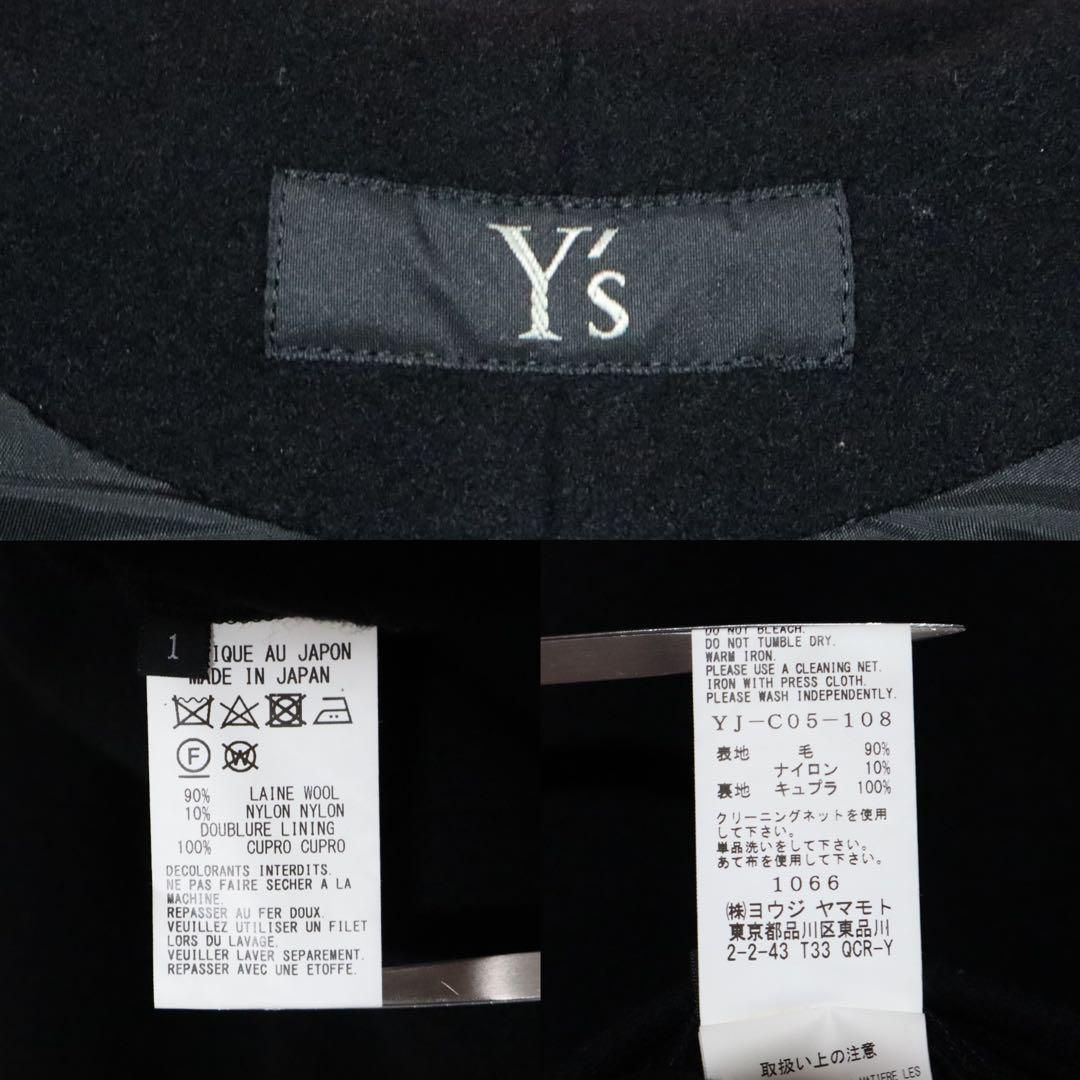 Y's
1
IQUE AU JAPON
MADE IN JAPAN
F
W
90% LAINE WOOL
10% NYLON NYLON
DOUBLURE LINING
100% CUPRO CUPRO
DECOLORANTS INTERDITS.
NE PAS FAIRE SECHER A LA
MACHINE.
REPASSER AU FER DOUX.
VEUILLEZ UTILISER UN FILET
LORS DU LAVAGE.
VEUILLER LAVER SEPAREMENT.
REPASSER AVEC UNE ETOFFE.
DO NOT BLEACH.
DO NOT TUMBLE DRY.
WARM IRON.
PLEASE USE A CLEANING NET.
IRON WITH PRESS CLOTH.
PLEASE WASH INDEPENDENTLY.
YJ-C05-108
表地 毛 90%
ナイロン 10%
裏地 キュプラ 100%
クリーニングネットを使用
して下さい。
単品洗いをして下さい。
あて布を使用して下さい。
1066
㈱ヨウジ ヤマモト
東京都品川区東品川
2-2-43 T33 QCR-Y
取扱い上の注意
MATIERE LES